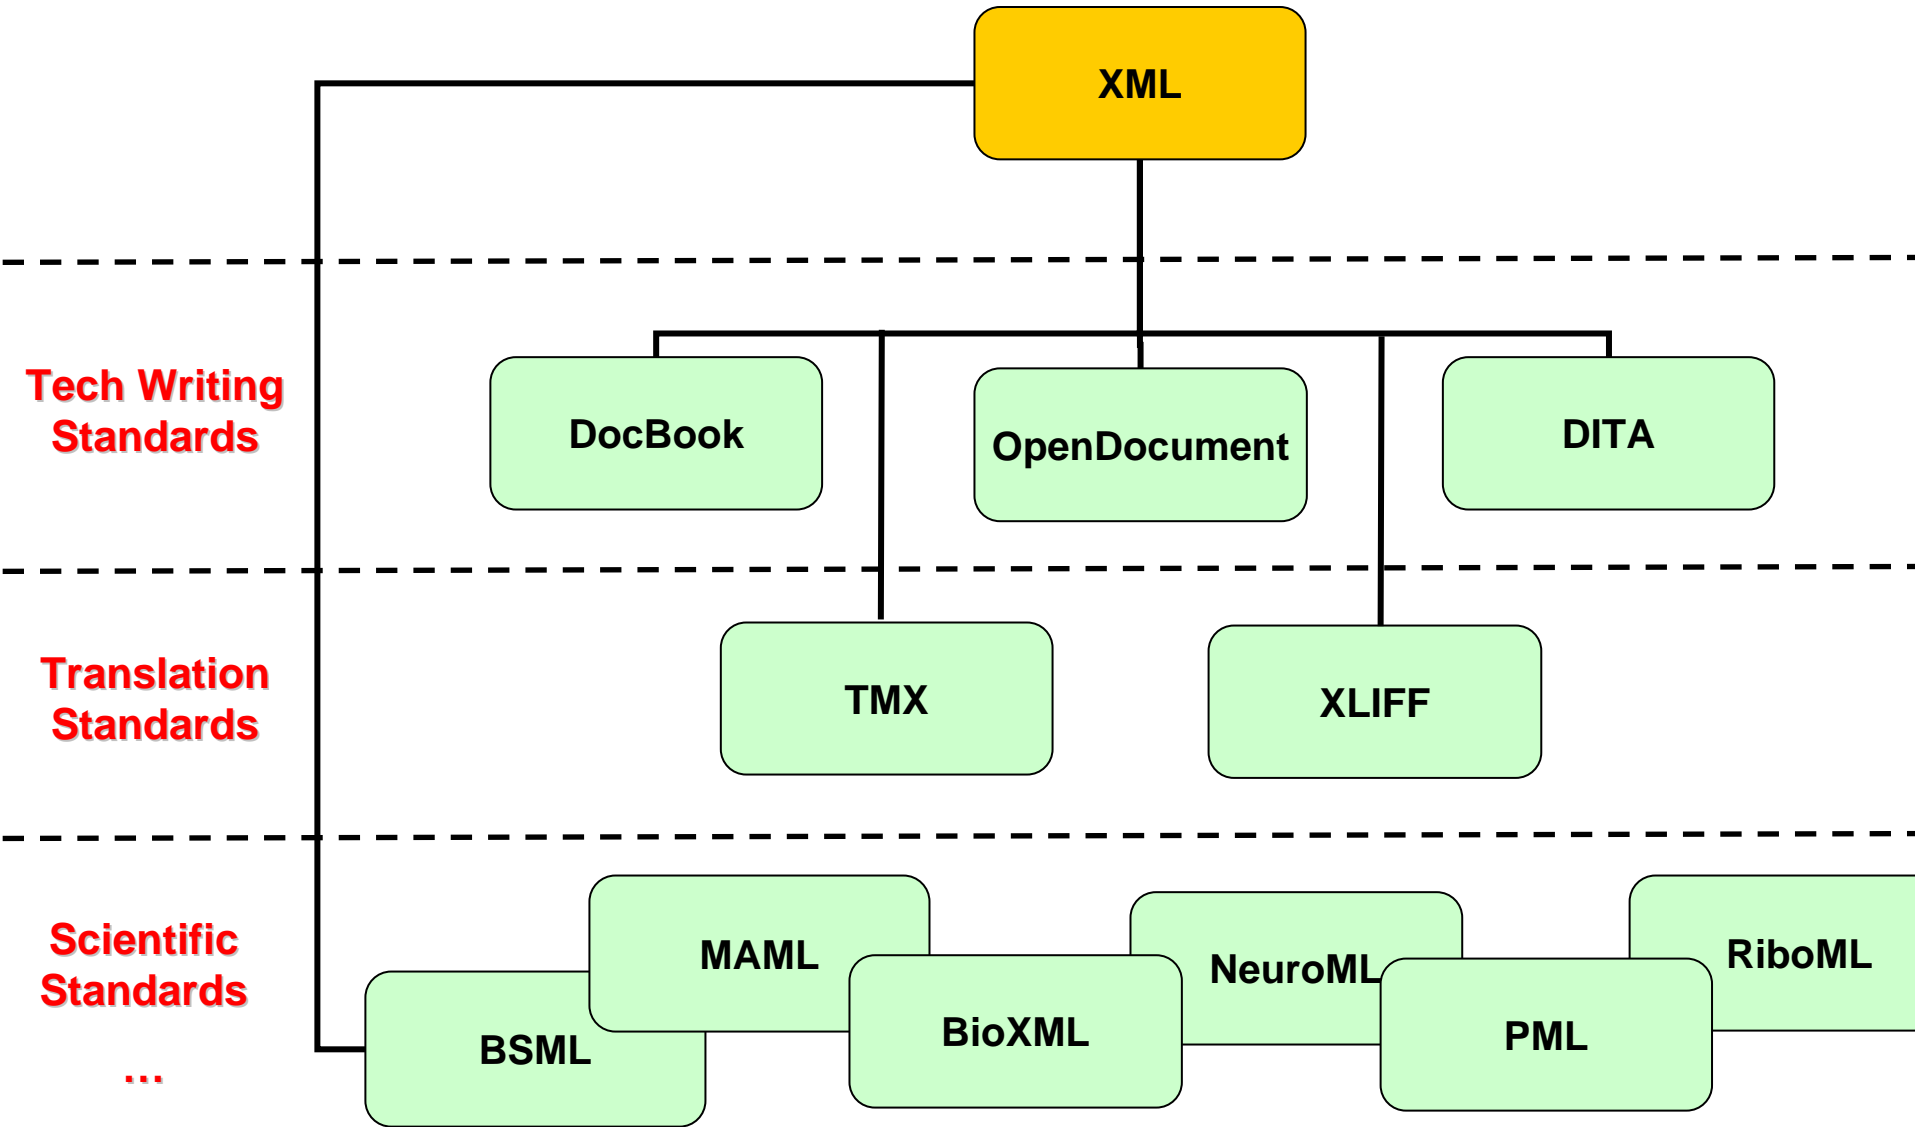 XML
Tech Writing
Standards
DocBook
OpenDocument
DITA
Translation
Standards
TMX
XLIFF
Scientific
Standards
...
MAML
NeuroML
RiboML
BSML
BioXML
PML